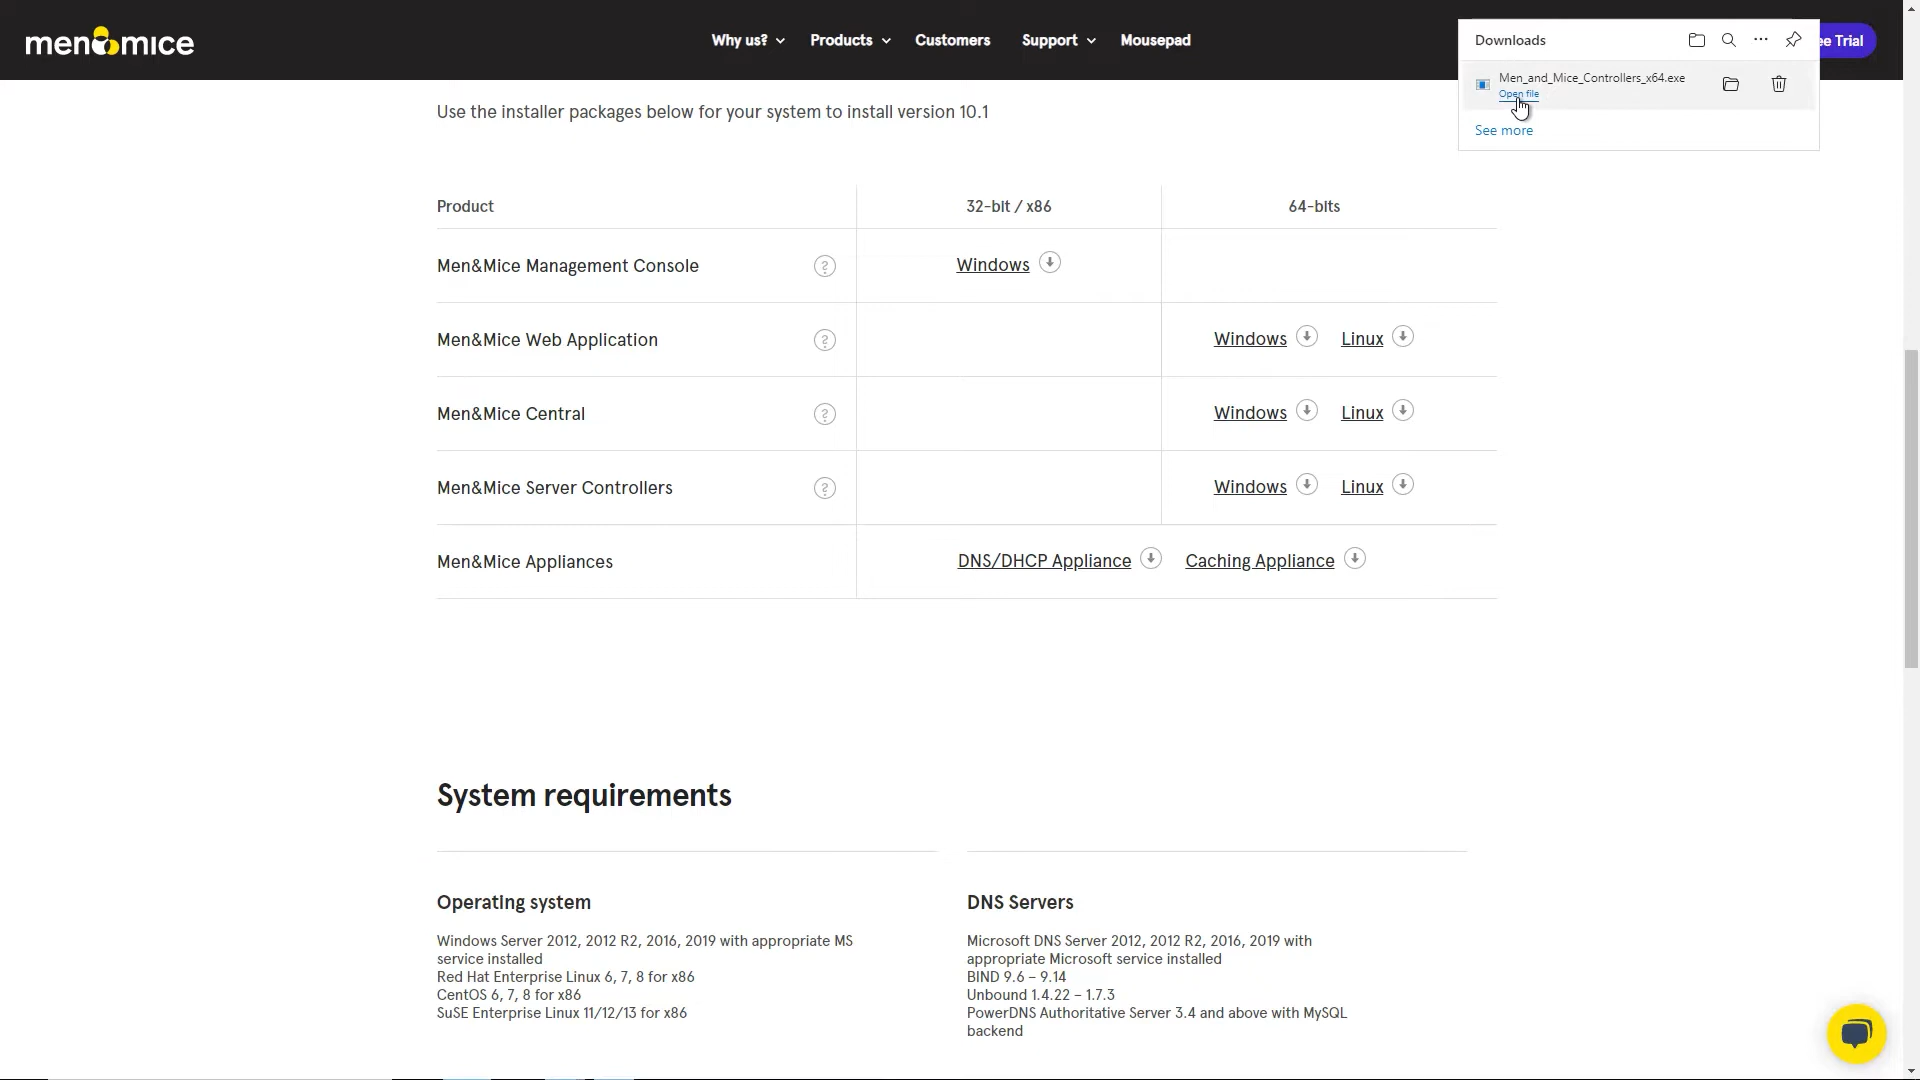 men&mice
Why us?
Products
Customers
Support
Mousepad
ee Trial
Downloads
Men_and_Mice_Controllers_x64.exe
Open file
See more
Use the installer packages below for your system to install version 10.1
Product
32-bit / x86
64-bits
Men&Mice Management Console
?
Windows
Men&Mice Web Application
?
Windows
Linux
Men&Mice Central
?
Windows
Linux
Men&Mice Server Controllers
?
Windows
Linux
Men&Mice Appliances
DNS/DHCP Appliance
Caching Appliance
System requirements
Operating system
Windows Server 2012, 2012 R2, 2016, 2019 with appropriate MS
service installed
Red Hat Enterprise Linux 6, 7, 8 for x86
CentOS 6, 7, 8 for x86
SuSE Enterprise Linux 11/12/13 for x86
DNS Servers
Microsoft DNS Server 2012, 2012 R2, 2016, 2019 with
appropriate Microsoft service installed
BIND 9.6 – 9.14
Unbound 1.4.22 – 1.7.3
PowerDNS Authoritative Server 3.4 and above with MySQL
backend